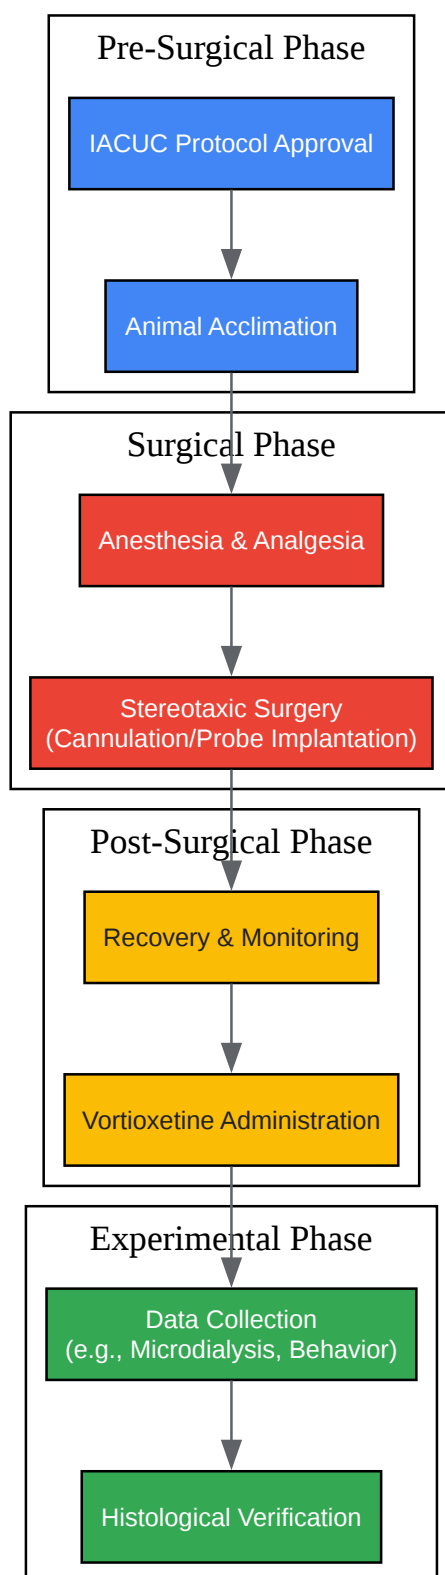 Pre-Surgical Phase
IACUC Protocol Approval
Animal Acclimation
Surgical Phase
Anesthesia & Analgesia
Stereotaxic Surgery
(Cannulation/Probe Implantation)
Post-Surgical Phase
Recovery & Monitoring
Vortioxetine Administration
Experimental Phase
Data Collection
(e.g., Microdialysis, Behavior)
Histological Verification